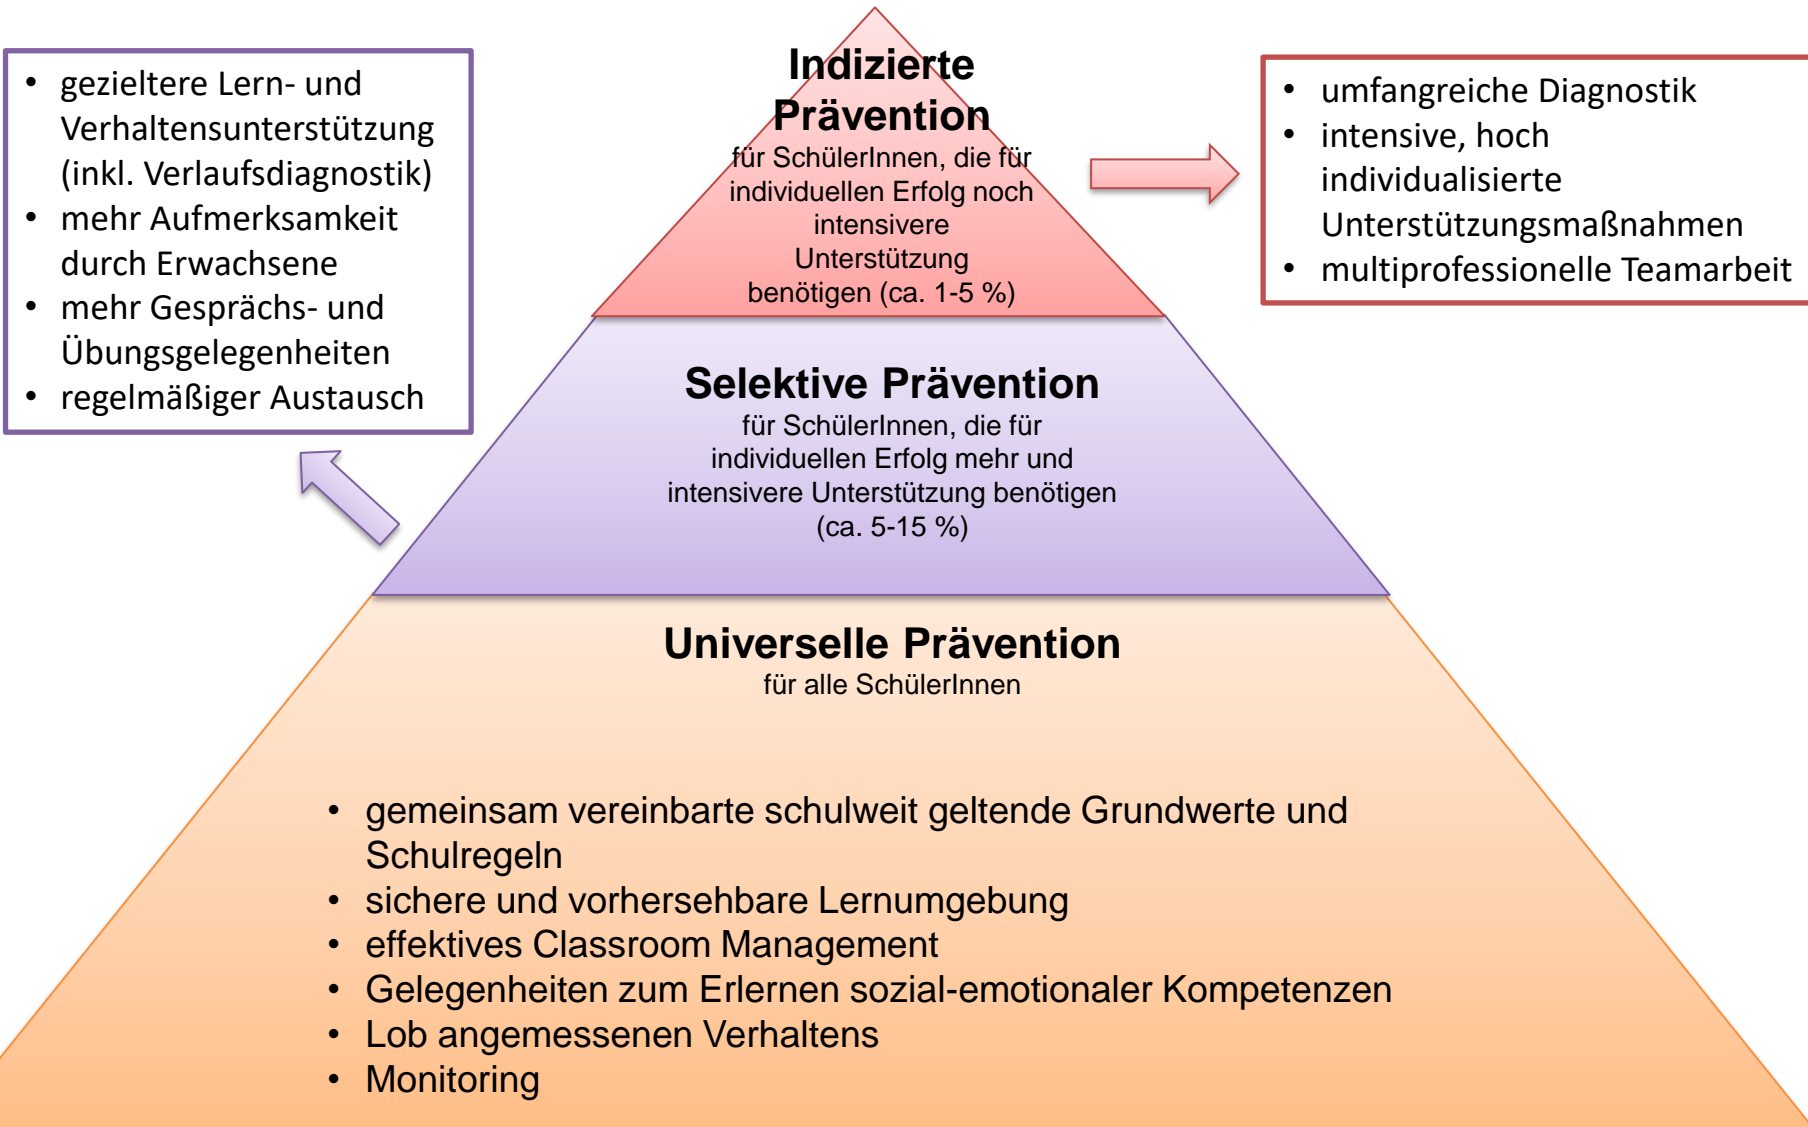 • gezieltere Lern- und
Verhaltensunterstützung
(inkl. Verlaufsdiagnostik)
• mehr Aufmerksamkeit
durch Erwachsene
• mehr Gesprächs- und
Übungsgelegenheiten
• regelmäßiger Austausch
Indizierte
Prävention
für SchülerInnen, die für
individuellen Erfolg noch
intensivere
Unterstützung
benötigen (ca. 1-5 %)
• umfangreiche Diagnostik
• intensive, hoch
individualisierte
Unterstützungsmaßnahmen
• multiprofessionelle Teamarbeit
Selektive Prävention
für SchülerInnen, die für
individuellen Erfolg mehr und
intensivere Unterstützung benötigen
(ca. 5-15 %)
Universelle Prävention
für alle SchülerInnen
• gemeinsam vereinbarte schulweit geltende Grundwerte und
Schulregeln
• sichere und vorhersehbare Lernumgebung
• effektives Classroom Management
• Gelegenheiten zum Erlernen sozial-emotionaler Kompetenzen
• Lob angemessenen Verhaltens
• Monitoring